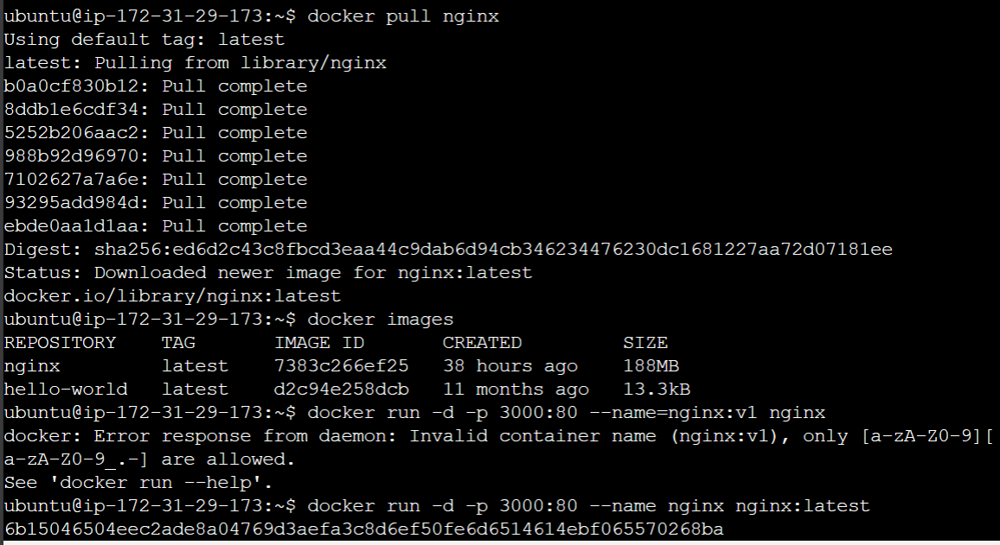 ubuntu@ip-172-31-29-173:~$ docker pull nginx
Using default tag: latest
latest: Pulling from library/nginx
b0a0cf830b12: Pull complete
8ddb1e6cdf34: Pull complete
5252b206aac2: Pull complete
988b92d96970: Pull complete
7102627a7a6e: Pull complete
93295add984d: Pull complete
ebde0aa1d1aa: Pull complete
Digest: sha256:ed6d2c43c8fbcd3eaa44c9dab6d94cb346234476230dc1681227aa72d07181ee
Status: Downloaded newer image for nginx:latest
docker.io/library/nginx:latest
ubuntu@ip-172-31-29-173:~$ docker images
REPOSITORY    TAG       IMAGE ID       CREATED         SIZE
nginx         latest    7383c266ef25   38 hours ago    188MB
hello-world   latest    d2c94e258dcb   11 months ago   13.3kB
ubuntu@ip-172-31-29-173:~$ docker run -d -p 3000:80 --name=nginx:v1 nginx
docker: Error response from daemon: Invalid container name (nginx:v1), only [a-zA-Z0-9][
a-zA-Z0-9_.-] are allowed.
See 'docker run --help'.
ubuntu@ip-172-31-29-173:~$ docker run -d -p 3000:80 --name nginx nginx:latest
6b15046504eec2ade8a04769d3aefa3c8d6ef50fe6d6514614ebf065570268ba